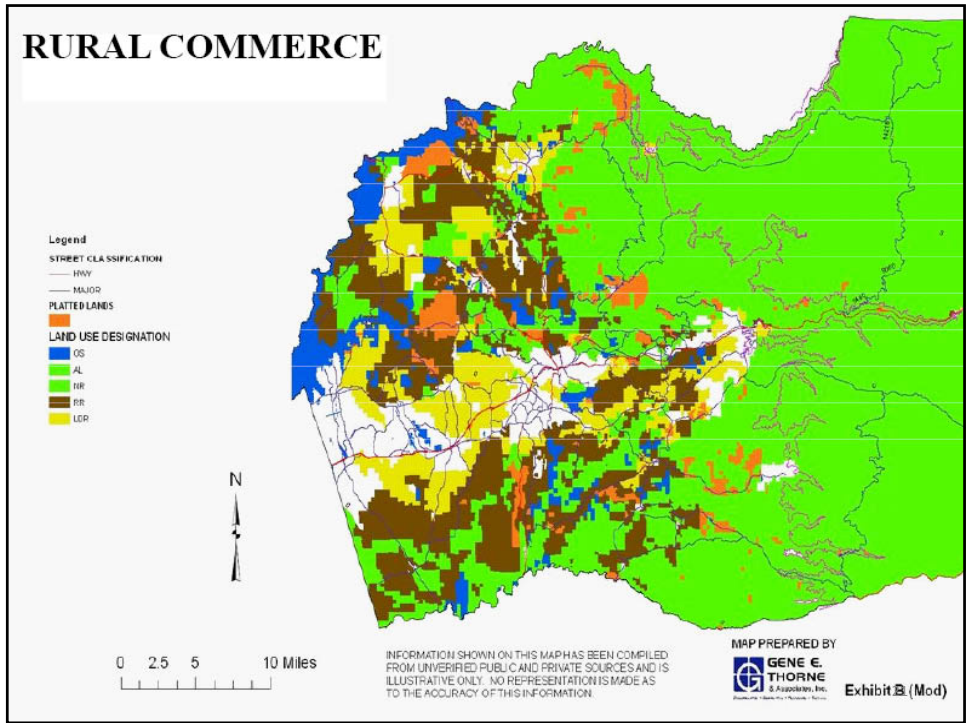 RURAL COMMERCE
Legend
STREET CLASSIFICATION
HWY
MAJOR
PLATTED LANDS
LAND USE DESIGNATION
OS
AL
NR
RR
LDR
N
0 2.5 5 10 Miles
INFORMATION SHOWN ON THIS MAP HAS BEEN COMPILED
FROM UNVERIFIED PUBLIC AND PRIVATE SOURCES AND IS
ILLUSTRATIVE ONLY. NO REPRESENTATION IS MADE AS
TO THE ACCURACY OF THIS INFORMATION.
MAP PREPARED BY
GENE E.
THORNE
& Associates, Inc.
Exhibit (Mod)